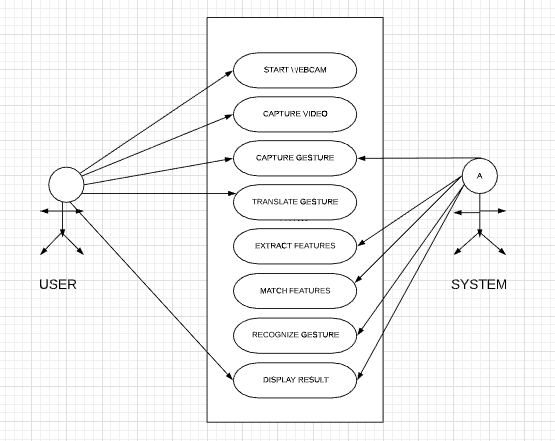 START WEBCAM
CAPTURE VIDEO
CAPTURE GESTURE
TRANSLATE GESTURE
EXTRACT FEATURES
MATCH FEATURES
RECOGNIZE GESTURE
DISPLAY RESULT
USER
A
SYSTEM